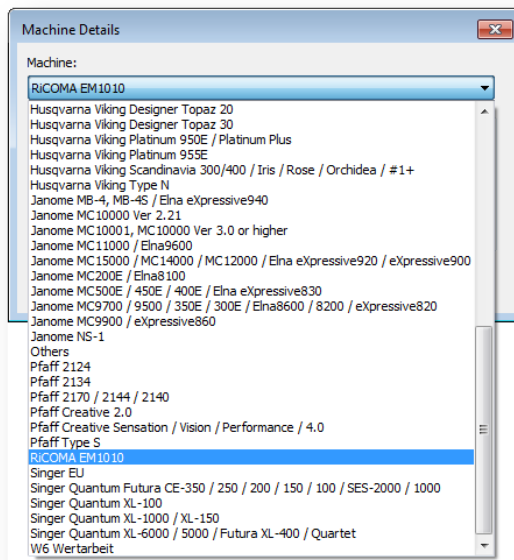 Machine Details
Machine:
RiCOMA EM1010
Husqvarna Viking Designer Topaz 20
Husqvarna Viking Designer Topaz 30
Husqvarna Viking Platinum 950E / Platinum Plus
Husqvarna Viking Platinum 955E
Husqvarna Viking Scandinavia 300/400 / Iris / Rose / Orchidea / #1+
Husqvarna Viking Type N
Janome MB-4, MB-4S / Elna eXpressive940
Janome MC10000 Ver 2.21
Janome MC10001, MC10000 Ver 3.0 or higher
Janome MC11000 / Elna9600
Janome MC15000 / MC14000 / MC12000 / Elna eXpressive920 / eXpressive900
Janome MC200E / Elna8100
Janome MC500E / 450E / 400E / Elna eXpressive830
Janome MC9700 / 9500 / 350E / 300E / Elna8600 / 8200 / eXpressive820
Janome MC9900 / eXpressive860
Janome NS-1
Others
Pfaff 2124
Pfaff 2134
Pfaff 2170 / 2144 / 2140
Pfaff Creative 2.0
Pfaff Creative Sensation / Vision / Performance / 4.0
Pfaff Type S
RiCOMA EM1010
Singer EU
Singer Quantum Futura CE-350 / 250 / 200 / 150 / 100 / SES-2000 / 1000
Singer Quantum XL-100
Singer Quantum XL-1000 / XL-150
Singer Quantum XL-6000 / 5000 / Futura XL-400 / Quartet
W6 Wertarbeit